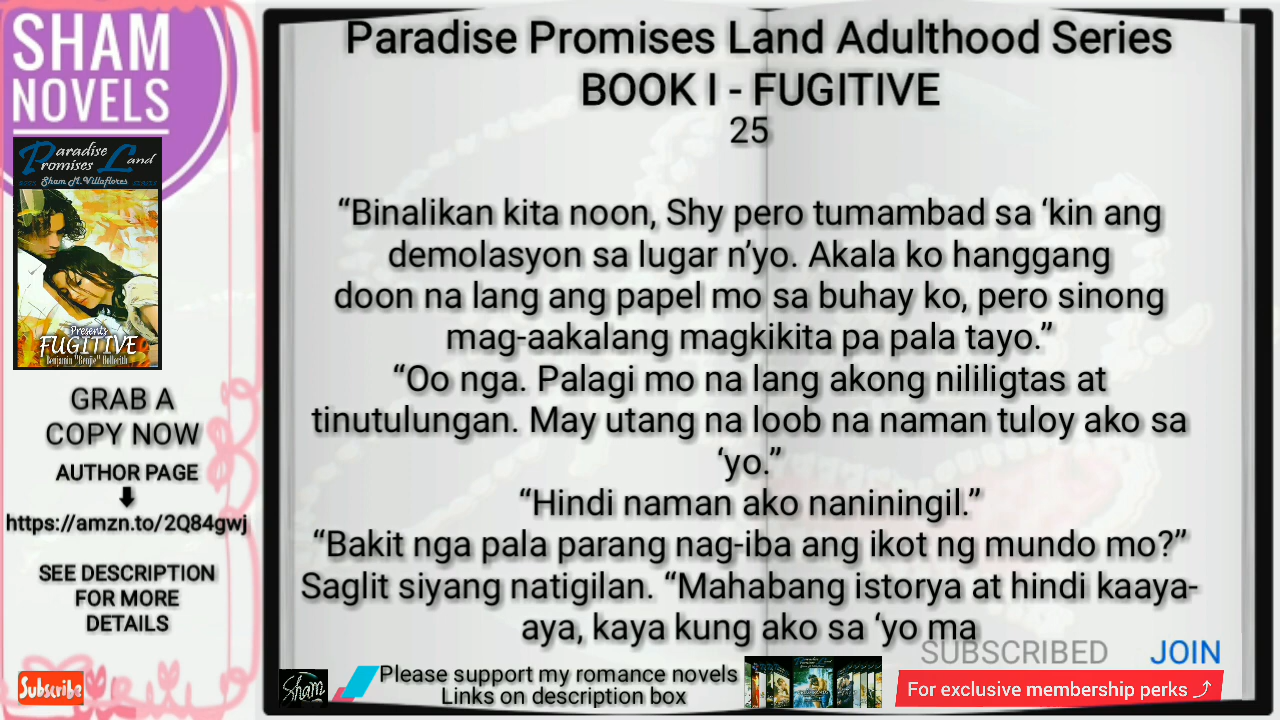 SHAM
NOVELS
Paradise
Promises Land
Sham M. Villaflores
Presents
FUGITIVE
GRAB A
COPY NOW
AUTHOR PAGE
https://amzn.to/2Q84gwj
SEE DESCRIPTION
FOR MORE
DETAILS
Subscribe
Paradise Promises Land Adulthood Series
BOOK I - FUGITIVE
25
“Binalikan kita noon, Shy pero tumambad sa ‘kin ang
demolasyon sa lugar n’yo. Akala ko hanggang
doon na lang ang papel mo sa buhay ko, pero sinong
mag-aakalang magkikita pa pala tayo.”
“Oo nga. Palagi mo na lang akong nililigtas at
tinutulungan. May utang na loob na naman tuloy ako sa
‘yo.”
“Hindi naman ako naniningil.”
“Bakit nga pala parang nag-iba ang ikot ng mundo mo?”
Saglit siyang natigilan. “Mahabang istorya at hindi kaaya-
aya, kaya kung ako sa ‘yo ma
SUBSCRIBED JOIN
Sham
Please support my romance novels
Links on description box
For exclusive membership perks